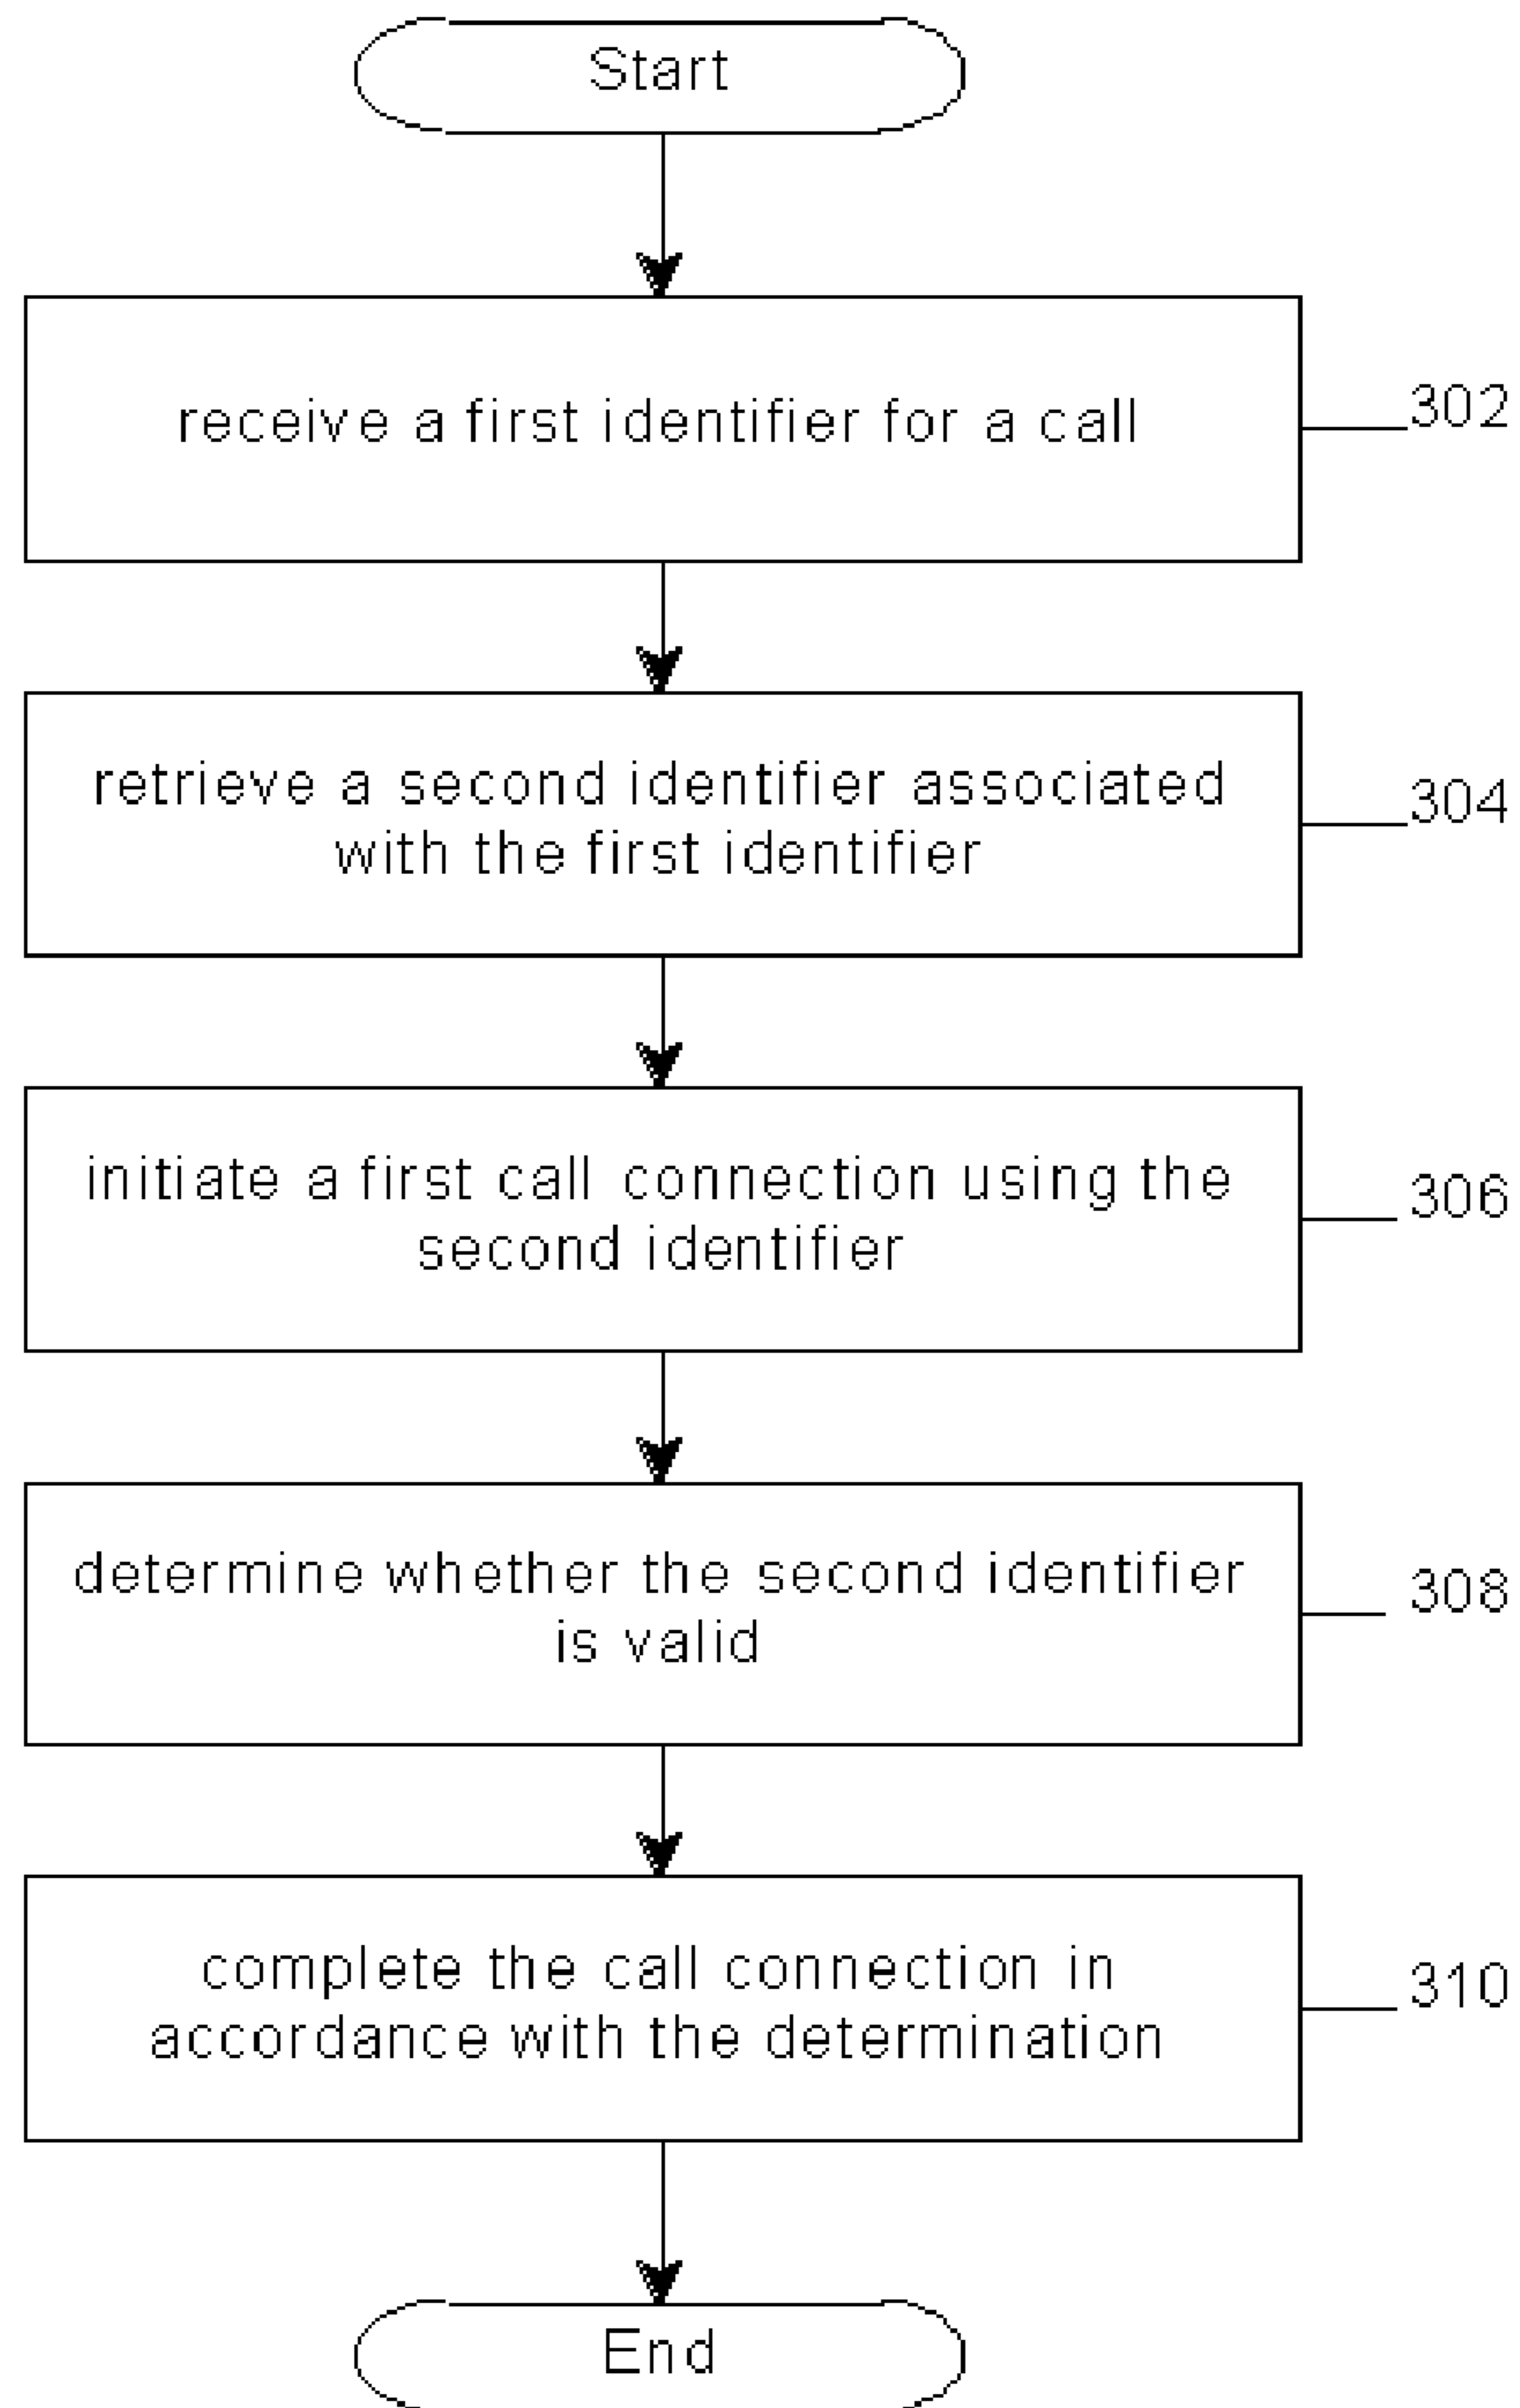 Start
receive a first identifier for a call
302
retrieve a second identifier associated
with the first identifier
304
initiate a first call connection using the
second identifier
306
determine whether the second identifier
is valid
308
complete the call connection in
accordance with the determination
310
End